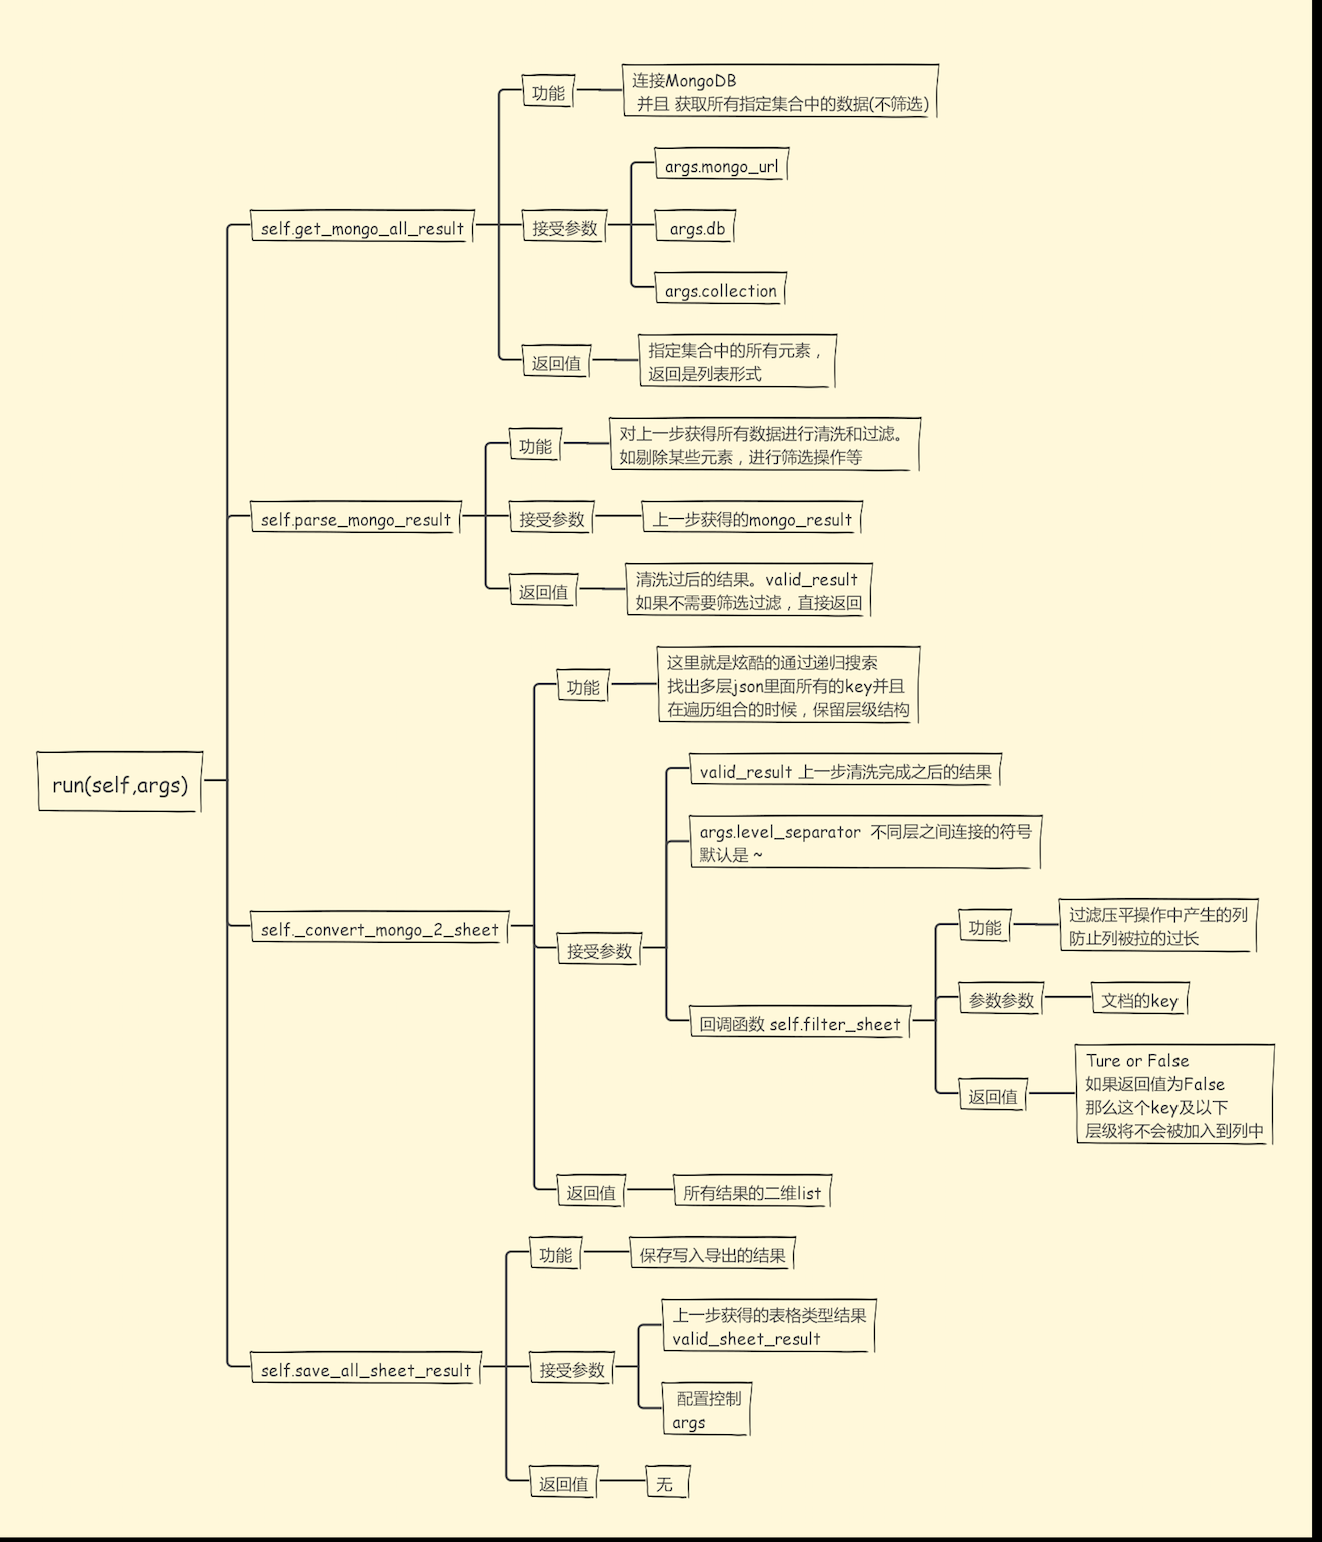 功能
连接MongoDB
并且 获取所有指定集合中的数据(不筛选)
args.mongo_url
self.get_mongo_all_result
接受参数
args.db
args.collection
返回值
指定集合中的所有元素，
返回是列表形式
功能
对上一步获得所有数据进行清洗和过滤。
如剔除某些元素，进行筛选操作等
self.parse_mongo_result
接受参数
上一步获得的mongo_result
返回值
清洗过后的结果。valid_result
如果不需要筛选过滤，直接返回
功能
这里就是炫酷的通过递归搜索
找出多层json里面所有的key并且
在遍历组合的时候，保留层级结构
run(self,args)
valid_result 上一步清洗完成之后的结果
args.level_separator 不同层之间连接的符号
默认是 ~
self._convert_mongo_2_sheet
接受参数
功能
过滤压平操作中产生的列
防止列被拉的过长
回调函数 self.filter_sheet
参数参数
文档的key
返回值
Ture or False
如果返回值为False
那么这个key及以下
层级将不会被加入到列中
返回值
所有结果的二维list
功能
保存写入导出的结果
上一步获得的表格类型结果
valid_sheet_result
self.save_all_sheet_result
接受参数
配置控制
args
返回值
无